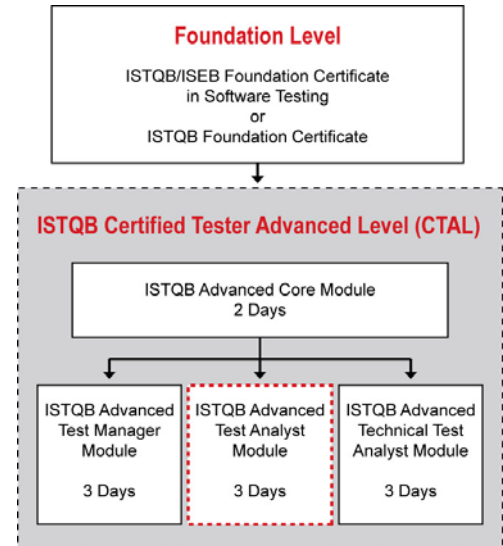 Foundation Level
ISTQB/ISEB Foundation Certificate
in Software Testing
or
ISTQB Foundation Certificate
ISTQB Certified Tester Advanced Level (CTAL)
ISTQB Advanced Core Module
2 Days
ISTQB Advanced
Test Manager
Module
3 Days
ISTQB Advanced
Test Analyst
Module
3 Days
ISTQB Advanced
Technical Test
Analyst Module
3 Days